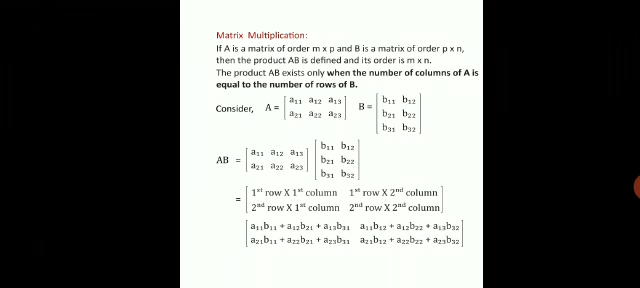 Matrix Multiplication:
If A is a matrix of order m x p and B is a matrix of order p x n,
then the product AB is defined and its order is m x n.
The product AB exists only when the number of columns of A is
equal to the number of rows of B.
Consider, A = [a₁₁ a₁₂ a₁₃ B = [b₁₁ b₁₂
a₂₁ a₂₂ a₂₃] b₂₁ b₂₂
b₃₁ b₃₂]
AB = [a₁₁ a₁₂ a₁₃ [b₁₁ b₁₂
a₂₁ a₂₂ a₂₃] b₂₁ b₂₂
b₃₁ b₃₂]
= [1ˢᵗ row X 1ˢᵗ column 1ˢᵗ row X 2ⁿᵈ column
2ⁿᵈ row X 1ˢᵗ column 2ⁿᵈ row X 2ⁿᵈ column]
[a₁₁b₁₁ + a₁₂b₂₁ + a₁₃b₃₁ a₁₁b₁₂ + a₁₂b₂₂ + a₁₃b₃₂
a₂₁b₁₁ + a₂₂b₂₁ + a₂₃b₃₁ a₂₁b₁₂ + a₂₂b₂₂ + a₂₃b₃₂]